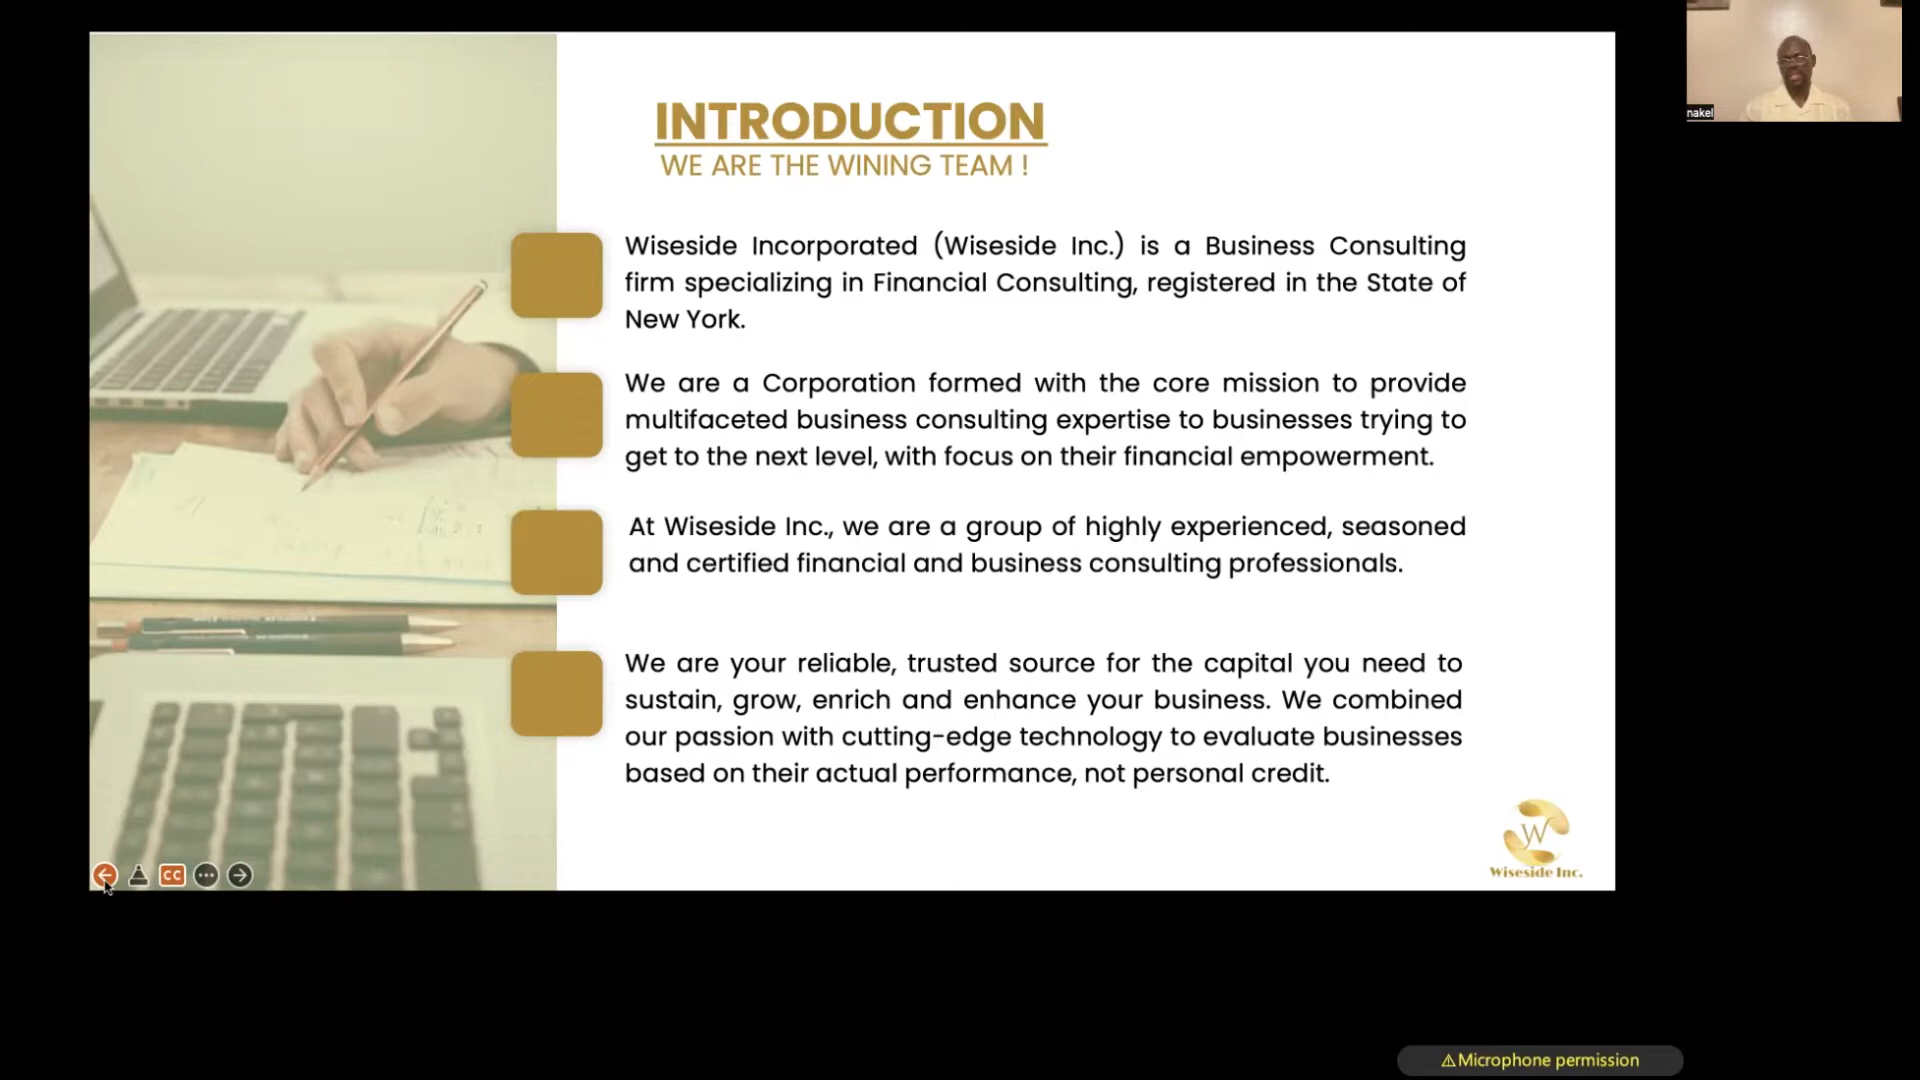 INTRODUCTION
WE ARE THE WINING TEAM !
Wiseside Incorporated (Wiseside Inc.) is a Business Consulting
firm specializing in Financial Consulting, registered in the State of
New York.
We are a Corporation formed with the core mission to provide
multifaceted business consulting expertise to businesses trying to
get to the next level, with focus on their financial empowerment.
At Wiseside Inc., we are a group of highly experienced, seasoned
and certified financial and business consulting professionals.
We are your reliable, trusted source for the capital you need to
sustain, grow, enrich and enhance your business. We combined
our passion with cutting-edge technology to evaluate businesses
based on their actual performance, not personal credit.
W
Wiseside Inc.
CC
nakel
⚠Microphone permission